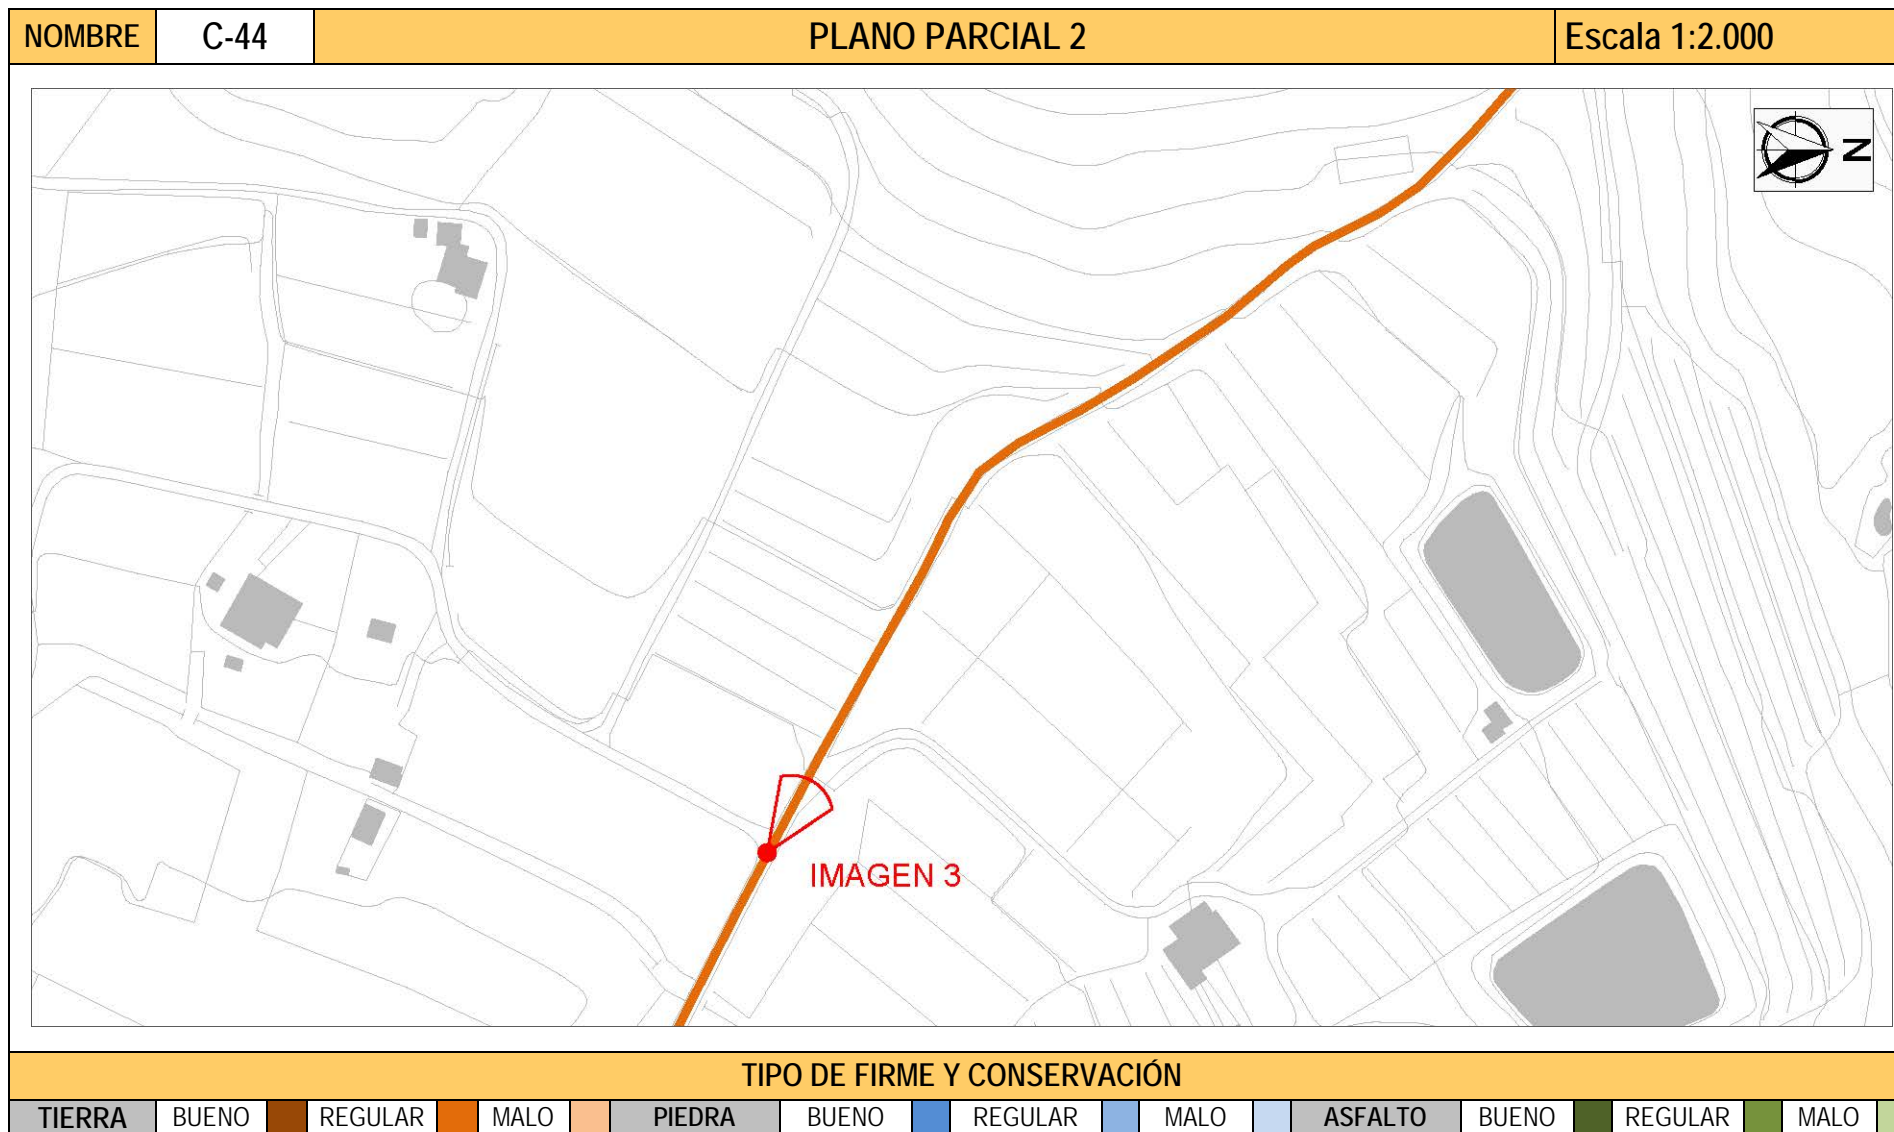 NOMBRE C-44 PLANO PARCIAL 2 Escala 1:2.000
N
IMAGEN 3
TIPO DE FIRME Y CONSERVACIÓN
TIERRA BUENO REGULAR MALO PIEDRA BUENO REGULAR MALO ASFALTO BUENO REGULAR MALO